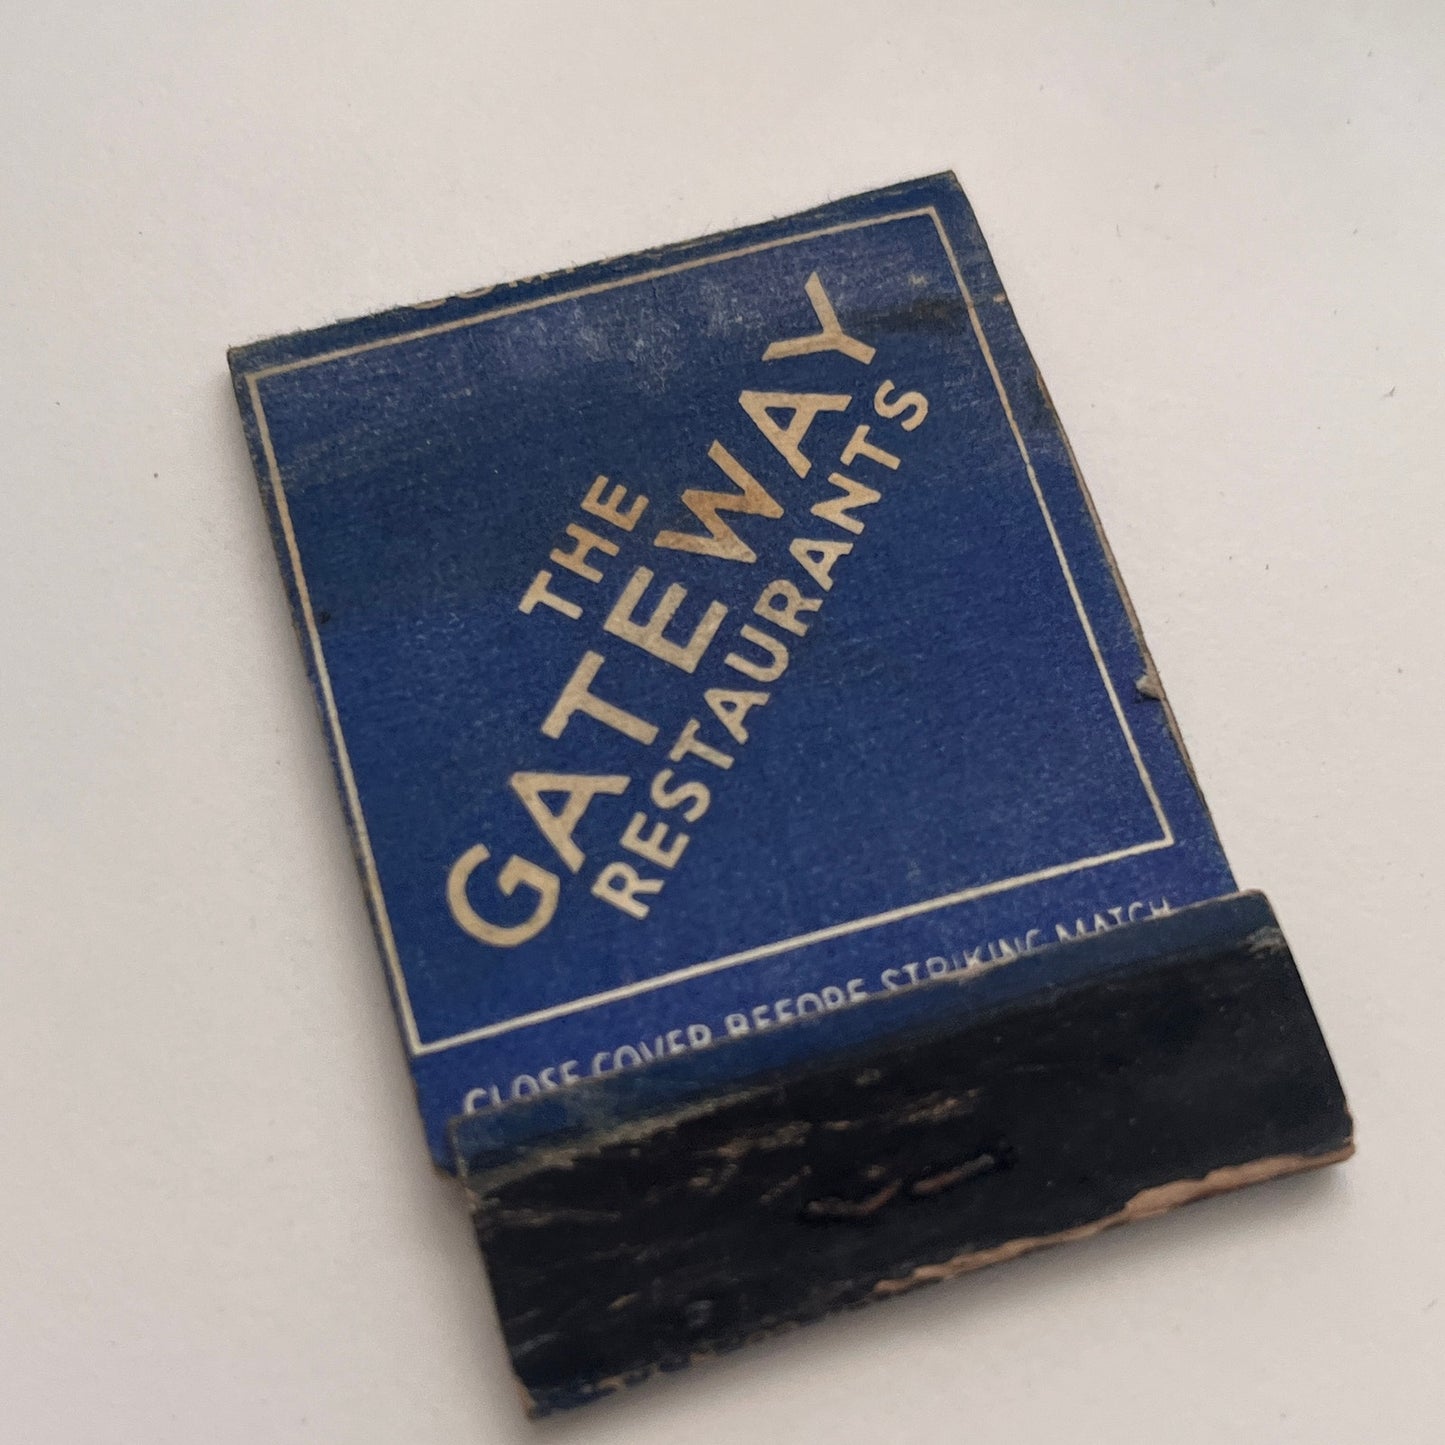 THE
GATEWAY
RESTAURANTS
CLOSE COVER BEFORE STRIKING MATCH